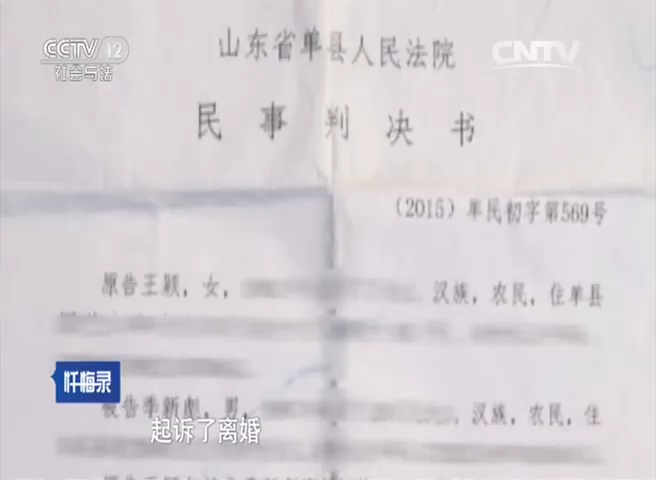 CCTV 12
社会与法
CNTV
山东省单县人民法院
民事判决书
（2015）单民初字第569号
原告王颖，女， 汉族，农民，住单县
忏悔录
被告季新彪，男， 汉族，农民，住
起诉了离婚